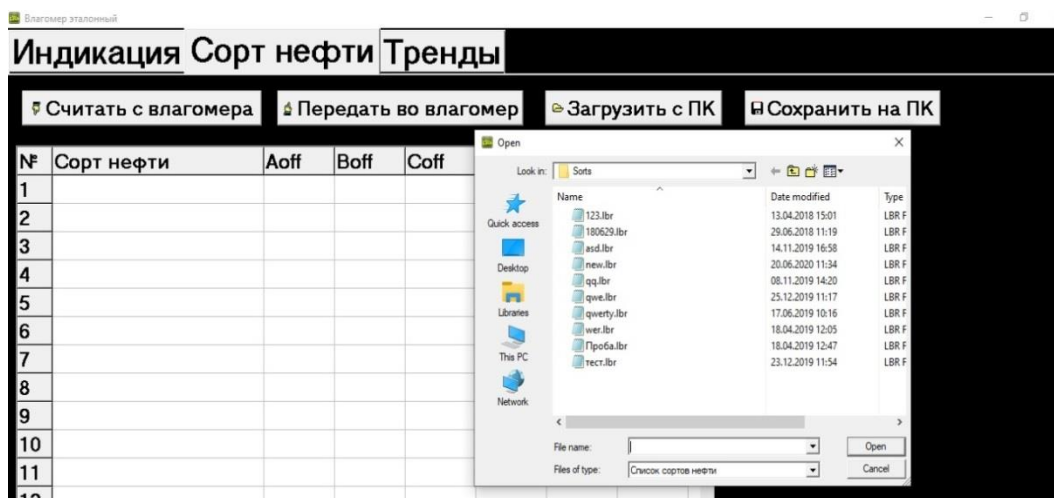 Влагомер эталонный
Индикация Сорт нефти Тренды
Считать с влагомера Передать во влагомер Загрузить с ПК Сохранить на ПК
№ Сорт нефти Aoff Boff Coff
1
2
3
4
5
6
7
8
9
10
11
Open
Look in: Sorts
Quick access
Desktop
Libraries
This PC
Network
Name Date modified Type
123.lbr 13.04.2018 15:01 LBR F
180629.lbr 29.06.2018 11:19 LBR F
asd.lbr 14.11.2019 16:58 LBR F
new.lbr 20.06.2020 11:34 LBR F
qq.lbr 08.11.2019 14:20 LBR F
qwe.lbr 25.12.2019 11:17 LBR F
qwerty.lbr 17.06.2019 10:16 LBR F
wer.lbr 18.04.2019 12:05 LBR F
Проба.lbr 18.04.2019 12:47 LBR F
тест.lbr 23.12.2019 11:54 LBR F
File name: Open
Files of type: Список сортов нефти Cancel